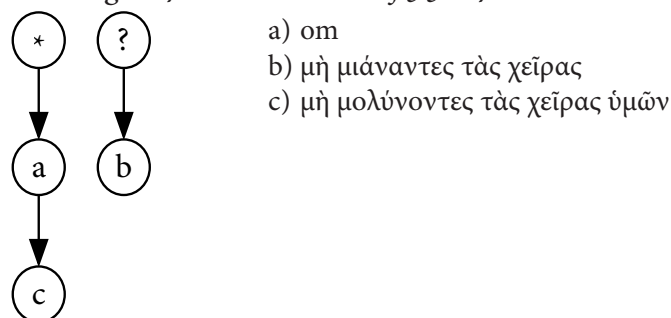 * ? a) om
b) μὴ μιάναντες τὰς χεῖρας
c) μὴ μολύνοντες τὰς χεῖρας ὑμῶν
a b
c